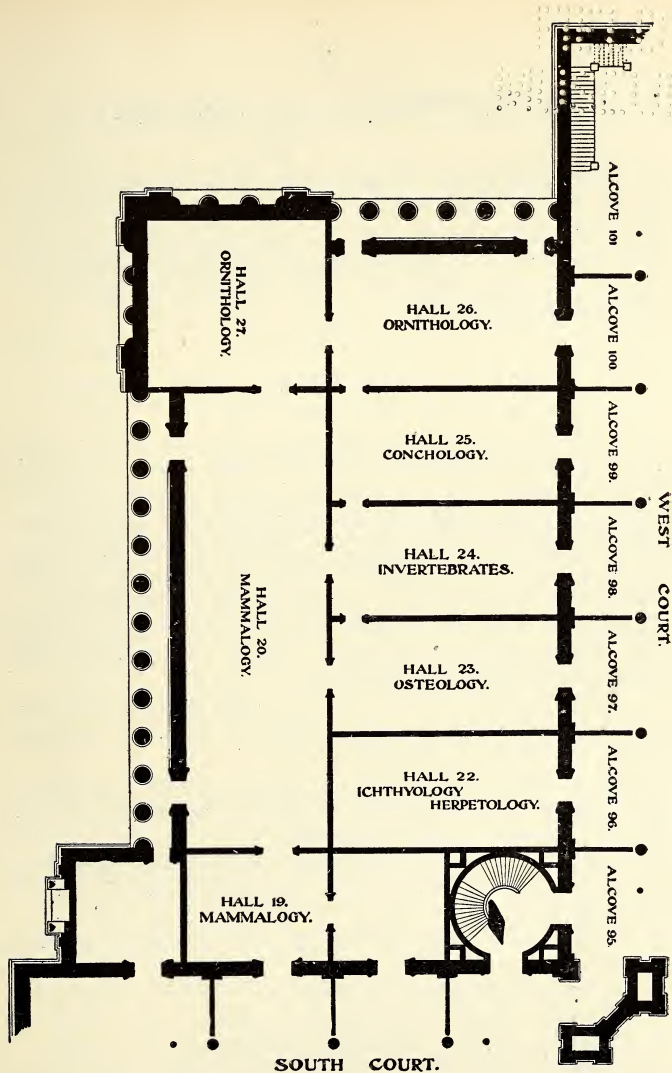 ALCOVE 101
ALCOVE 100
HALL 27.
ORNITHOLOGY.
HALL 26.
ORNITHOLOGY.
ALCOVE 99.
HALL 25.
CONCHOLOGY.
WEST COURT.
ALCOVE 98.
HALL 24.
INVERTEBRATES.
HALL 20.
MAMMALOGY.
ALCOVE 97.
HALL 23.
OSTEOLOGY.
ALCOVE 96.
HALL 22.
ICHTHYOLOGY
HERPETOLOGY.
ALCOVE 95.
HALL 19.
MAMMALOGY.
SOUTH COURT.